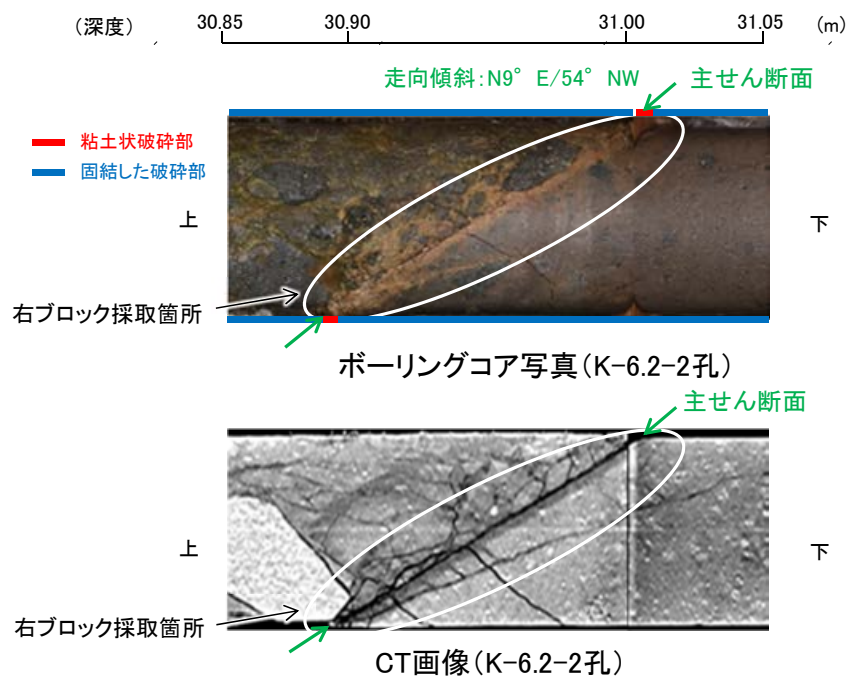 （深度） 30.85 30.90 31.00 31.05 (m)
走向傾斜：N9°E/54°NW 主せん断面
粘土状破砕部
固結した破砕部
上
下
右ブロック採取箇所
ボーリングコア写真（K-6.2-2孔）
主せん断面
上
下
右ブロック採取箇所
CT画像（K-6.2-2孔）